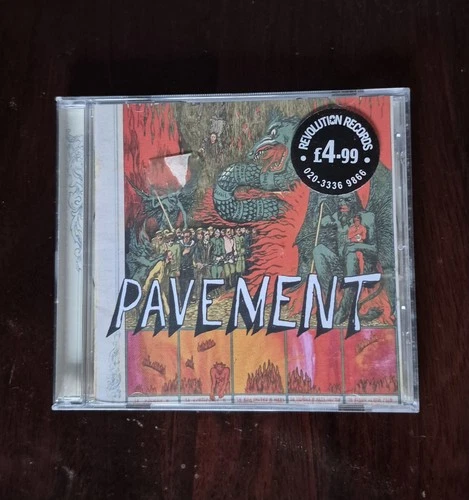 REVOLUTION RECORDS
£4.99
020-3336 9866
PAVEMENT